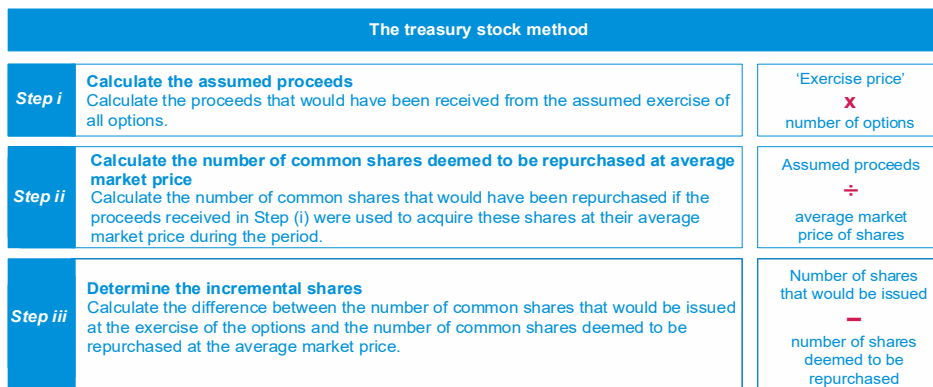 The treasury stock method
Step i
Calculate the assumed proceeds
Calculate the proceeds that would have been received from the assumed exercise of
all options.
‘Exercise price’
x
number of options
Step ii
Calculate the number of common shares deemed to be repurchased at average
market price
Calculate the number of common shares that would have been repurchased if the
proceeds received in Step (i) were used to acquire these shares at their average
market price during the period.
Assumed proceeds
÷
average market
price of shares
Step iii
Determine the incremental shares
Calculate the difference between the number of common shares that would be issued
at the exercise of the options and the number of common shares deemed to be
repurchased at the average market price.
Number of shares
that would be issued
–
number of shares
deemed to be
repurchased